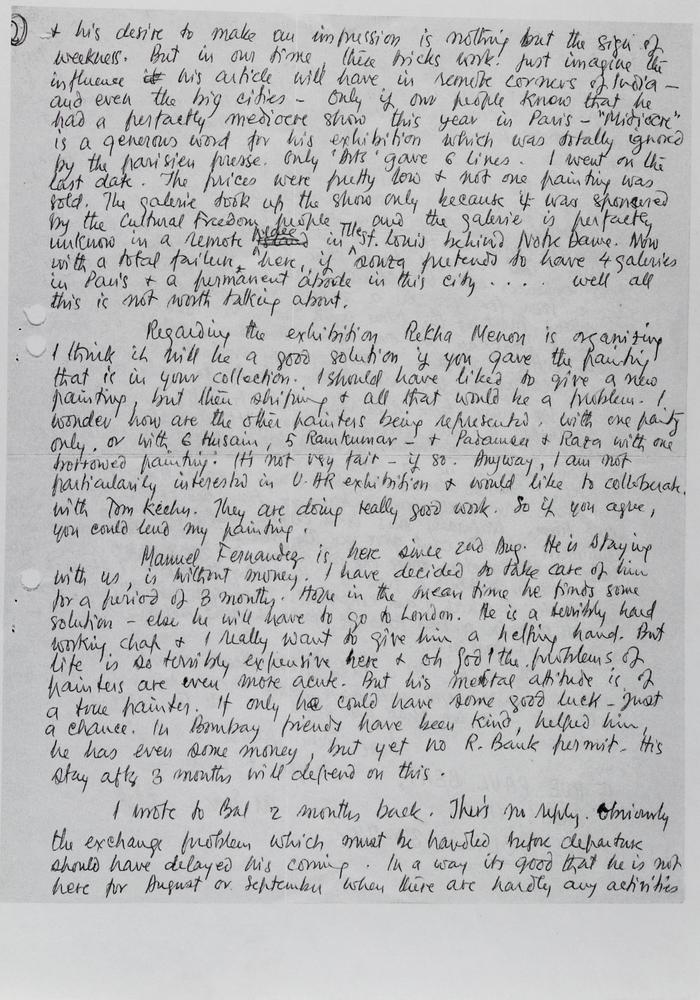 2)
& his desire to make an impression is nothing but the sign of
weakness. But in our time, these tricks work! Just imagine the
influence it his article will have in remote corners of India –
and even the big cities – Only if our people knew that he
had a perfactly mediocre show this year in Paris – "Midiocre"
is a generous word for his exhibition which was totally ignored
by the parisien presse. Only 'Arts' gave 6 lines. I went on the
last date. The prices were pretty low & not one painting was
sold. The galerie took up the show only because it was sponsered
by the Cultural Freedom people and the galerie is perfactly
unknow in a remote in Ille St. Louis behind Notre Dame. Now
with a total failure, here, if Souza pretends to have 4 galeries
in Paris & a permanent abode in this city . . . . well all
this is not worth talking about.
Regarding the exhibition Rekha Menon is organising
I think it will be a good solution if you gave the painting
that is in your collection. I should have liked to give a new
painting, but then shiping & all that would be a problem. I
wonder how are the other painters being represented. With one
only, or with 6 Husain, 5 Ramkumar – & Padamsee & Raza with one
borrowed painting! It's not very fair – if so. Anyway, I am not
particularily interested in U.AR exhibition & would like to collaborate.
with Tom Keehn. They are doing really good work. So if you agree,
you could lend my painting.
Manuel Fernandez is here since 2nd Aug. He is staying
with us, is without money. I have decided to take care of him
for a period of 3 months. Hope in the mean time he finds some
solution – else he will have to go to London. He is a terribly hard
working chap & I really want to give him a helping hand. But
life is so terribly expensive here & oh God! the problems of
painters are even more acute. But his mental attitude is of
a true painter. If only he could have some good luck – just
a chance. In Bombay friends have been kind, helped him,
he has even some money, but yet no R. Bank permit. His
stay after 3 months will depend on this.
I wrote to Bal 2 months back. There's no reply. Obviously
the exchange problem which must be handled before departure
should have delayed his coming. In a way its good that he is not
here for August or September when there are hardly any activities